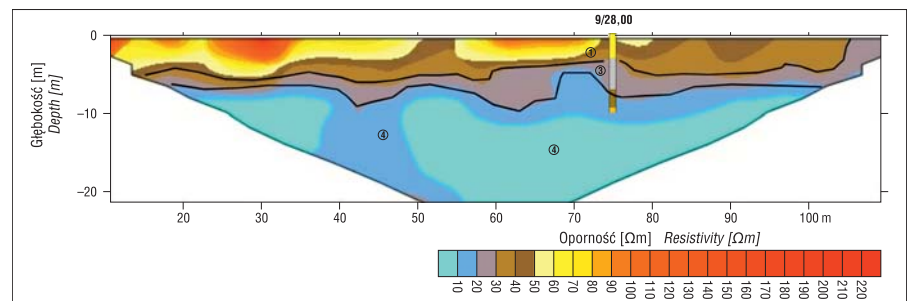 9/28,00
Głębokość [m]
Depth [m]
0
–10
–20
①
③
④
④
20 30 40 50 60 70 80 90 100 m
Oporność [Ωm] Resistivity [Ωm]
10 20 30 40 50 60 70 80 90 100 110 120 130 140 150 160 170 180 190 200 210 220